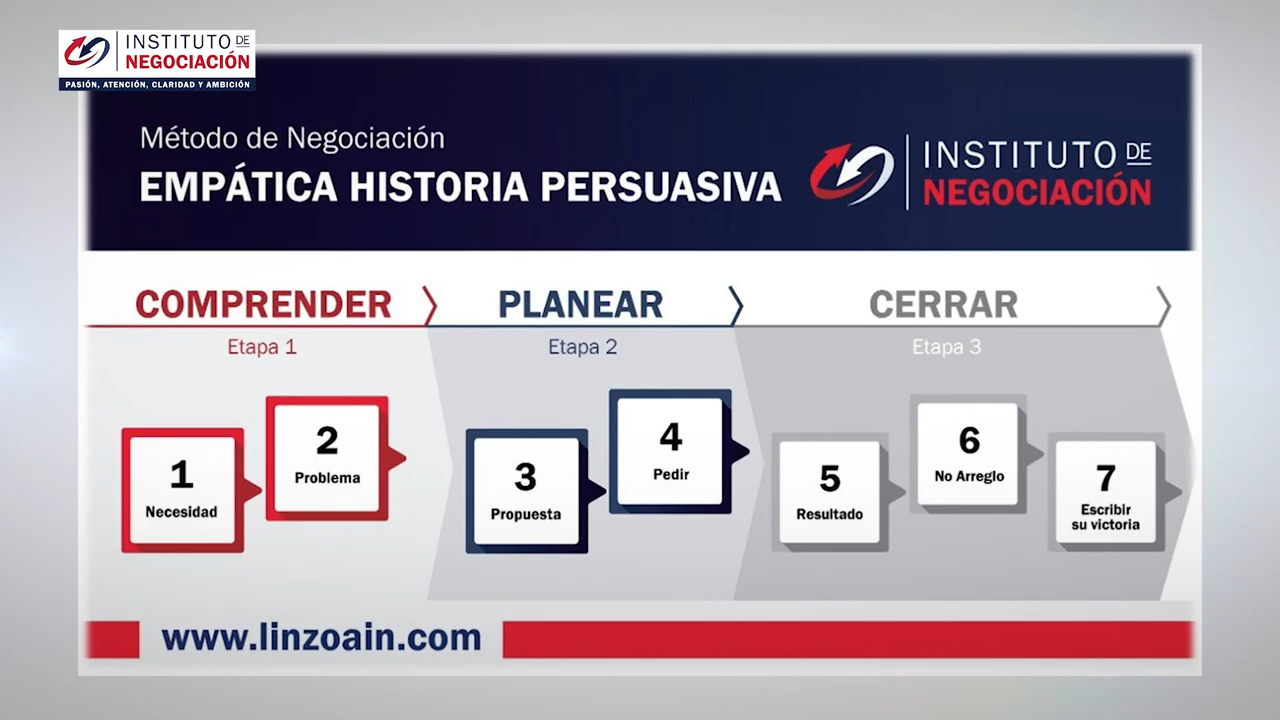 INSTITUTO DE
NEGOCIACIÓN
PASIÓN, ATENCIÓN, CLARIDAD Y AMBICIÓN
Método de Negociación
EMPÁTICA HISTORIA PERSUASIVA
INSTITUTO DE
NEGOCIACIÓN
COMPRENDER
Etapa 1
PLANEAR
Etapa 2
CERRAR
Etapa 3
1
Necesidad
2
Problema
3
Propuesta
4
Pedir
5
Resultado
6
No Arreglo
7
Escribir
su victoria
www.linzoain.com